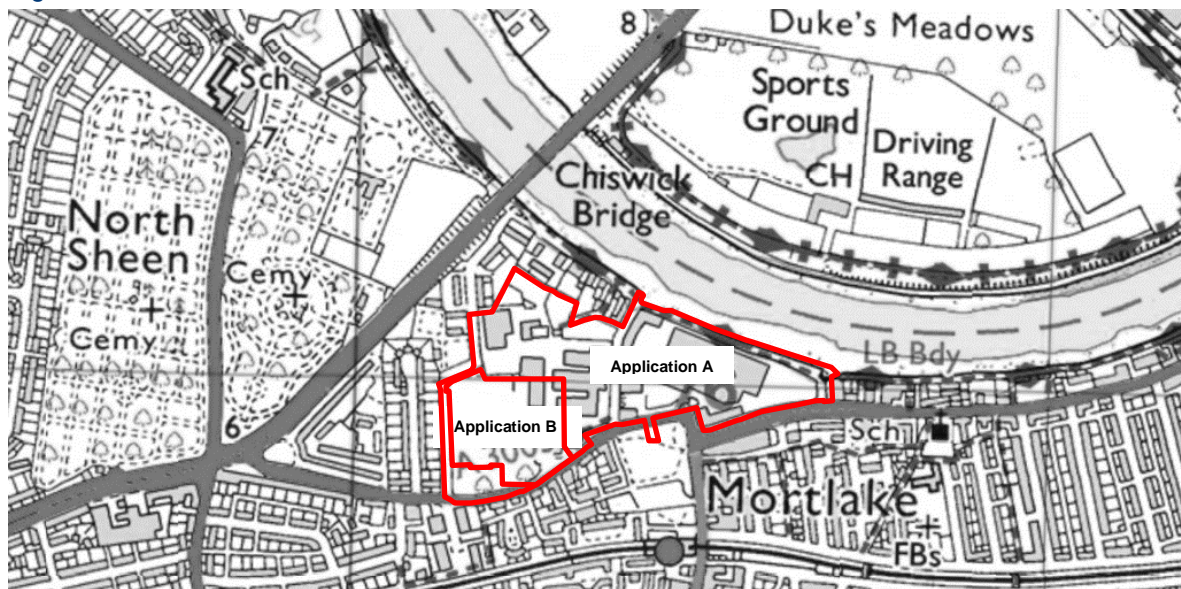 8
Duke's Meadows
Sch
Sports
Ground
7
Driving
Range
CH
Chiswick
Bridge
North
Sheen
Cemy
Cemy
LB Bdy
Application A
6
Application B
Sch
Mortlake
FBs